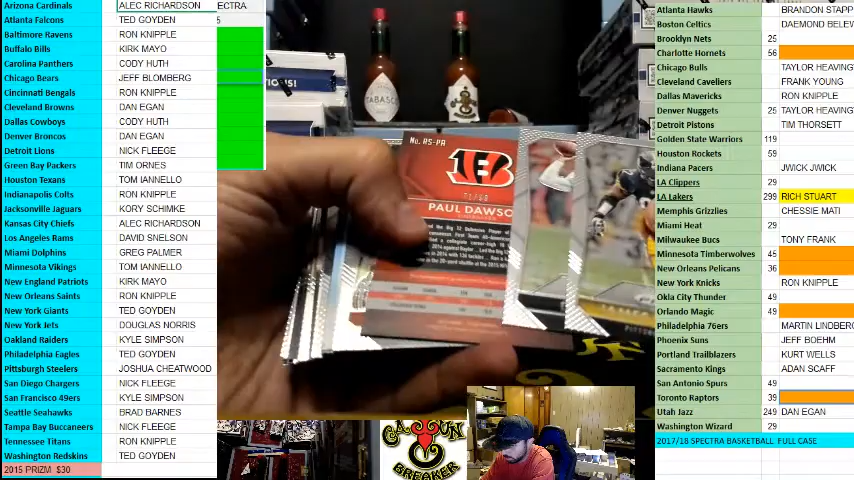 Arizona Cardinals ALEC RICHARDSON ECTRA
Atlanta Falcons TED GOYDEN
Baltimore Ravens RON KNIPPLE
Buffalo Bills KIRK MAYO
Carolina Panthers CODY HUTH
Chicago Bears JEFF BLOMBERG
Cincinnati Bengals RON KNIPPLE
Cleveland Browns DAN EGAN
Dallas Cowboys CODY HUTH
Denver Broncos DAN EGAN
Detroit Lions NICK FLEEGE
Green Bay Packers TIM ORNES
Houston Texans TOM IANNELLO
Indianapolis Colts RON KNIPPLE
Jacksonville Jaguars KORY SCHIMKE
Kansas City Chiefs ALEC RICHARDSON
Los Angeles Rams DAVID SNELSON
Miami Dolphins GREG PALMER
Minnesota Vikings TOM IANNELLO
New England Patriots KIRK MAYO
New Orleans Saints RON KNIPPLE
New York Giants TED GOYDEN
New York Jets DOUGLAS NORRIS
Oakland Raiders KYLE SIMPSON
Philadelphia Eagles TED GOYDEN
Pittsburgh Steelers JOSHUA CHEATWOOD
San Diego Chargers NICK FLEEGE
San Francisco 49ers KYLE SIMPSON
Seattle Seahawks BRAD BARNES
Tampa Bay Buccaneers NICK FLEEGE
Tennessee Titans RON KNIPPLE
Washington Redskins TED GOYDEN
2015 PRIZM $30
TABASCO
No. RS-PA
PAUL DAWSO
CAJUN
BREAKER
Atlanta Hawks BRANDON STAPP
Boston Celtics DAEMOND BELEW
Brooklyn Nets 25
Charlotte Hornets 56
Chicago Bulls TAYLOR HEAVING
Cleveland Caveliers FRANK YOUNG
Dallas Mavericks RON KNIPPLE
Denver Nuggets 25 TAYLOR HEAVING
Detroit Pistons TIM THORSETT
Golden State Warriors 119
Houston Rockets 59
Indiana Pacers JWICK JWICK
LA Clippers 29
LA Lakers 299 RICH STUART
Memphis Grizzlies CHESSIE MATI
Miami Heat 29
Milwaukee Bucs TONY FRANK
Minnesota Timberwolves 45
New Orleans Pelicans 36
New York Knicks RON KNIPPLE
Okla City Thunder 49
Orlando Magic 49
Philadelphia 76ers MARTIN LINDBERG
Phoenix Suns JEFF BOEHM
Portland Trailblazers KURT WELLS
Sacramento Kings ADAN SCAFF
San Antonio Spurs 49
Toronto Raptors 39
Utah Jazz 249 DAN EGAN
Washington Wizard 29
2017/18 SPECTRA BASKETBALL FULL CASE